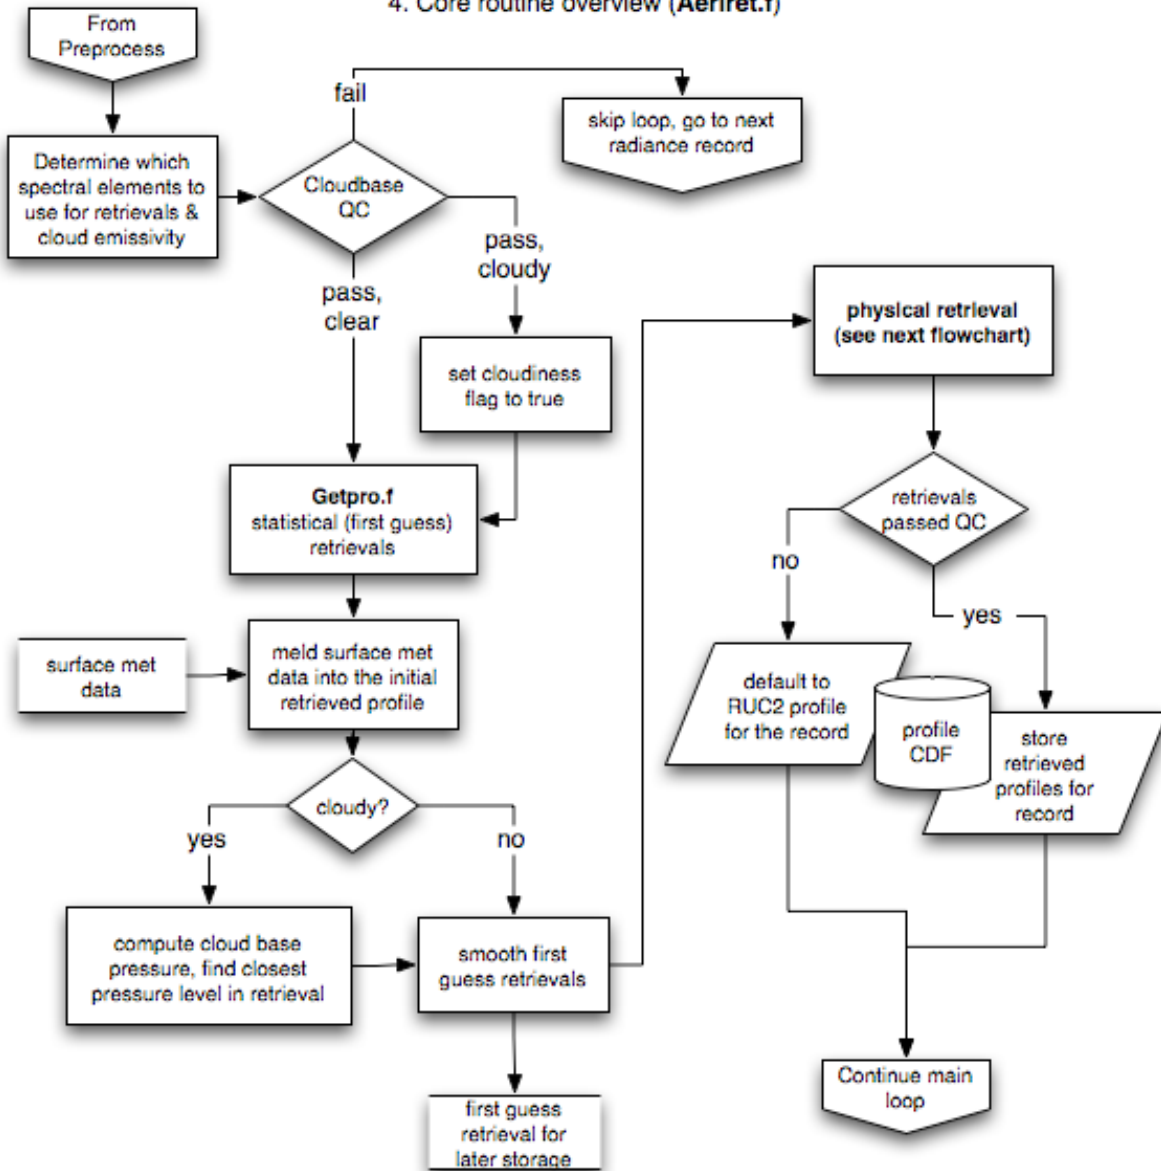 4. Core routine overview (Aeriret.f)
From
Preprocess
fail
skip loop, go to next
radiance record
Determine which
spectral elements to
use for retrievals &
cloud emissivity
Cloudbase
QC
pass,
cloudy
pass,
clear
physical retrieval
(see next flowchart)
set cloudiness
flag to true
Getpro.f
statistical (first guess)
retrievals
retrievals
passed QC
no
yes
surface met
data
meld surface met
data into the initial
retrieved profile
default to
RUC2 profile
for the record
profile
CDF
store
retrieved
profiles for
record
cloudy?
yes
no
compute cloud base
pressure, find closest
pressure level in retrieval
smooth first
guess retrievals
Continue main
loop
first guess
retrieval for
later storage